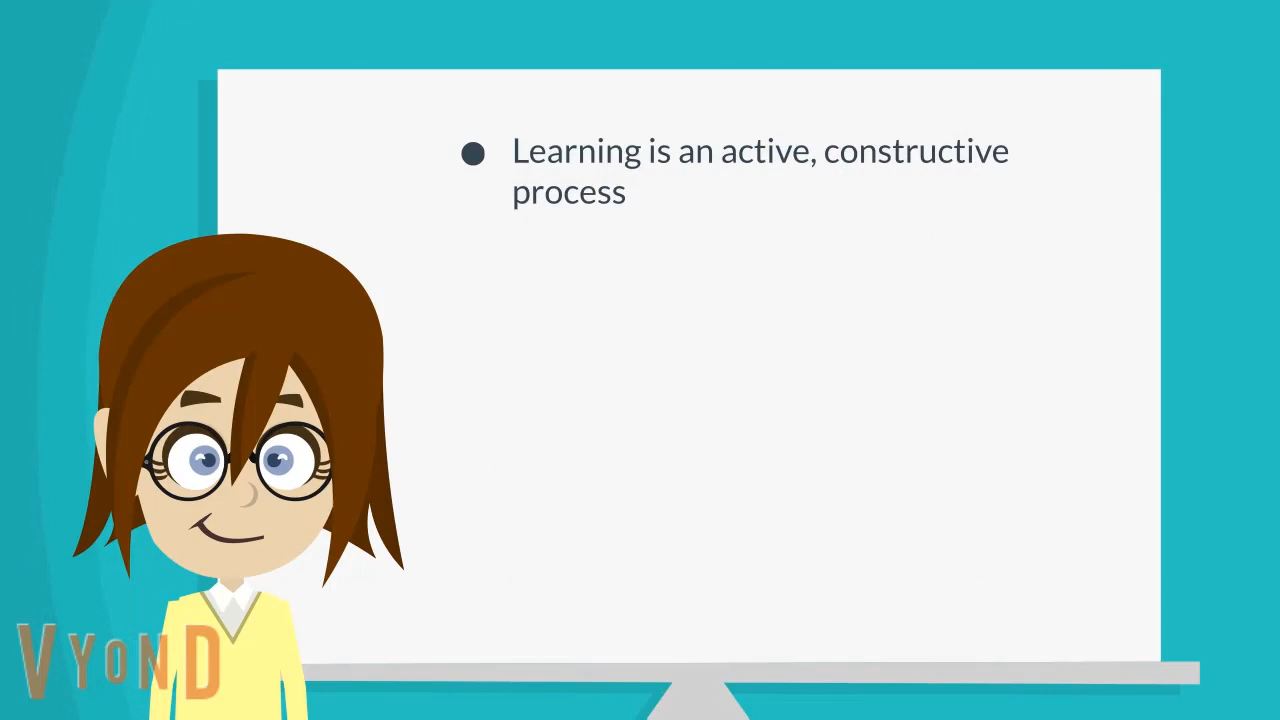 ● Learning is an active, constructive
process
VYOND